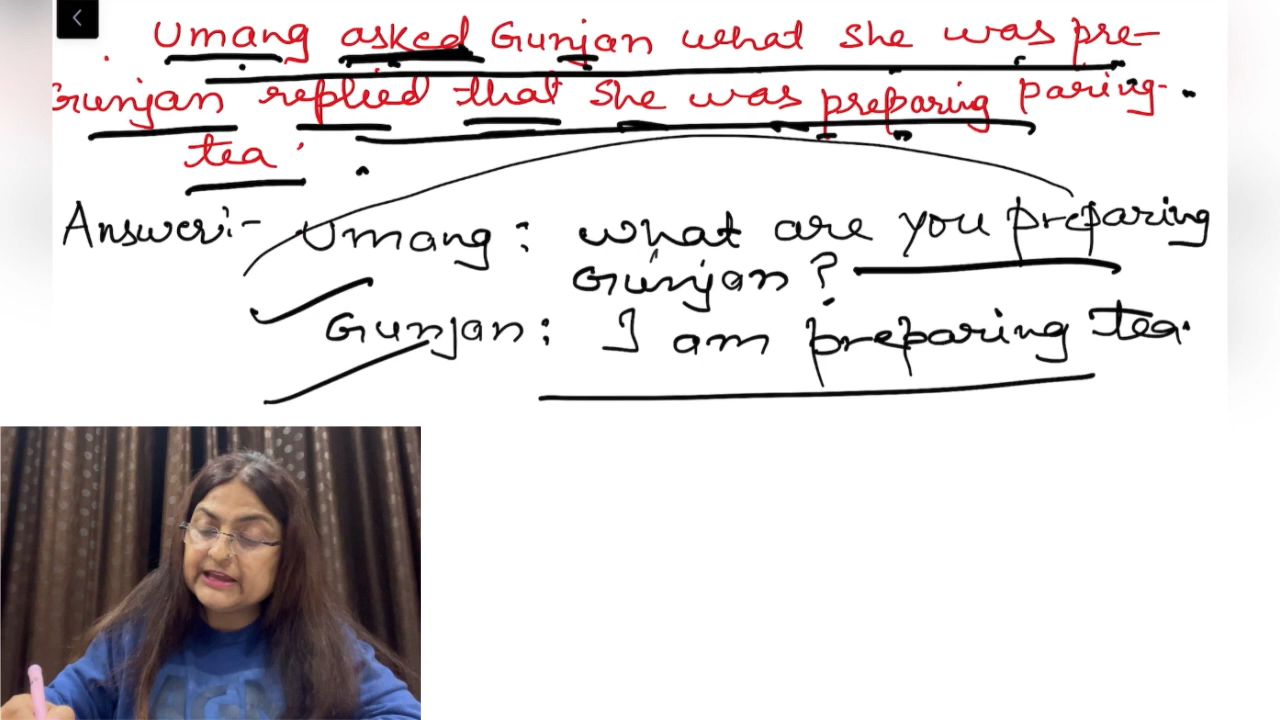 Umang asked Gunjan what she was pre-
Gunjan replied that she was preparing paring.
tea.
Answer:- Umang: what are you preparing
Gunjan?
Gunjan: I am preparing tea.